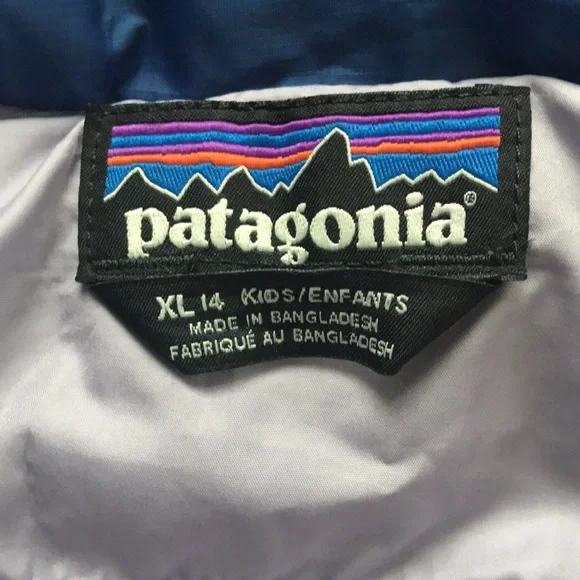 patagonia®
XL 14 KIDS/ENFANTS
MADE IN BANGLADESH
FABRIQUÉ AU BANGLADESH